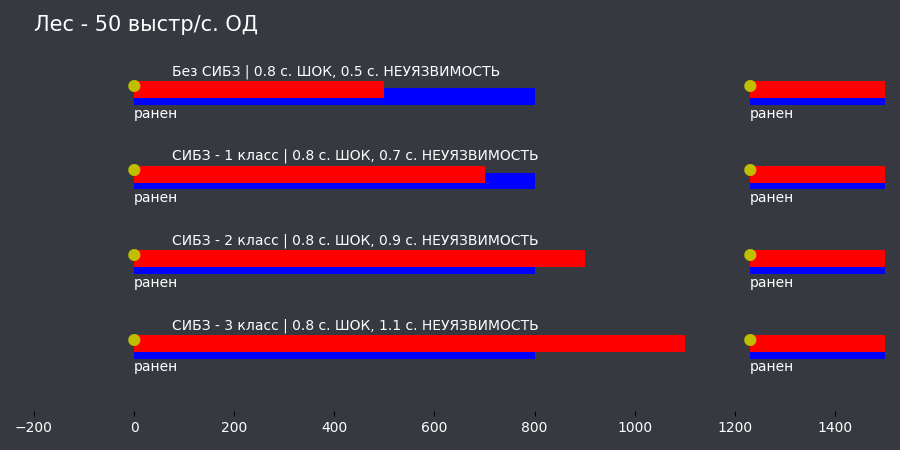 Лес - 50 выстр/с. ОД
Без СИБЗ | 0.8 с. ШОК, 0.5 с. НЕУЯЗВИМОСТЬ
ранен ранен
СИБЗ - 1 класс | 0.8 с. ШОК, 0.7 с. НЕУЯЗВИМОСТЬ
ранен ранен
СИБЗ - 2 класс | 0.8 с. ШОК, 0.9 с. НЕУЯЗВИМОСТЬ
ранен ранен
СИБЗ - 3 класс | 0.8 с. ШОК, 1.1 с. НЕУЯЗВИМОСТЬ
ранен ранен
−200 0 200 400 600 800 1000 1200 1400